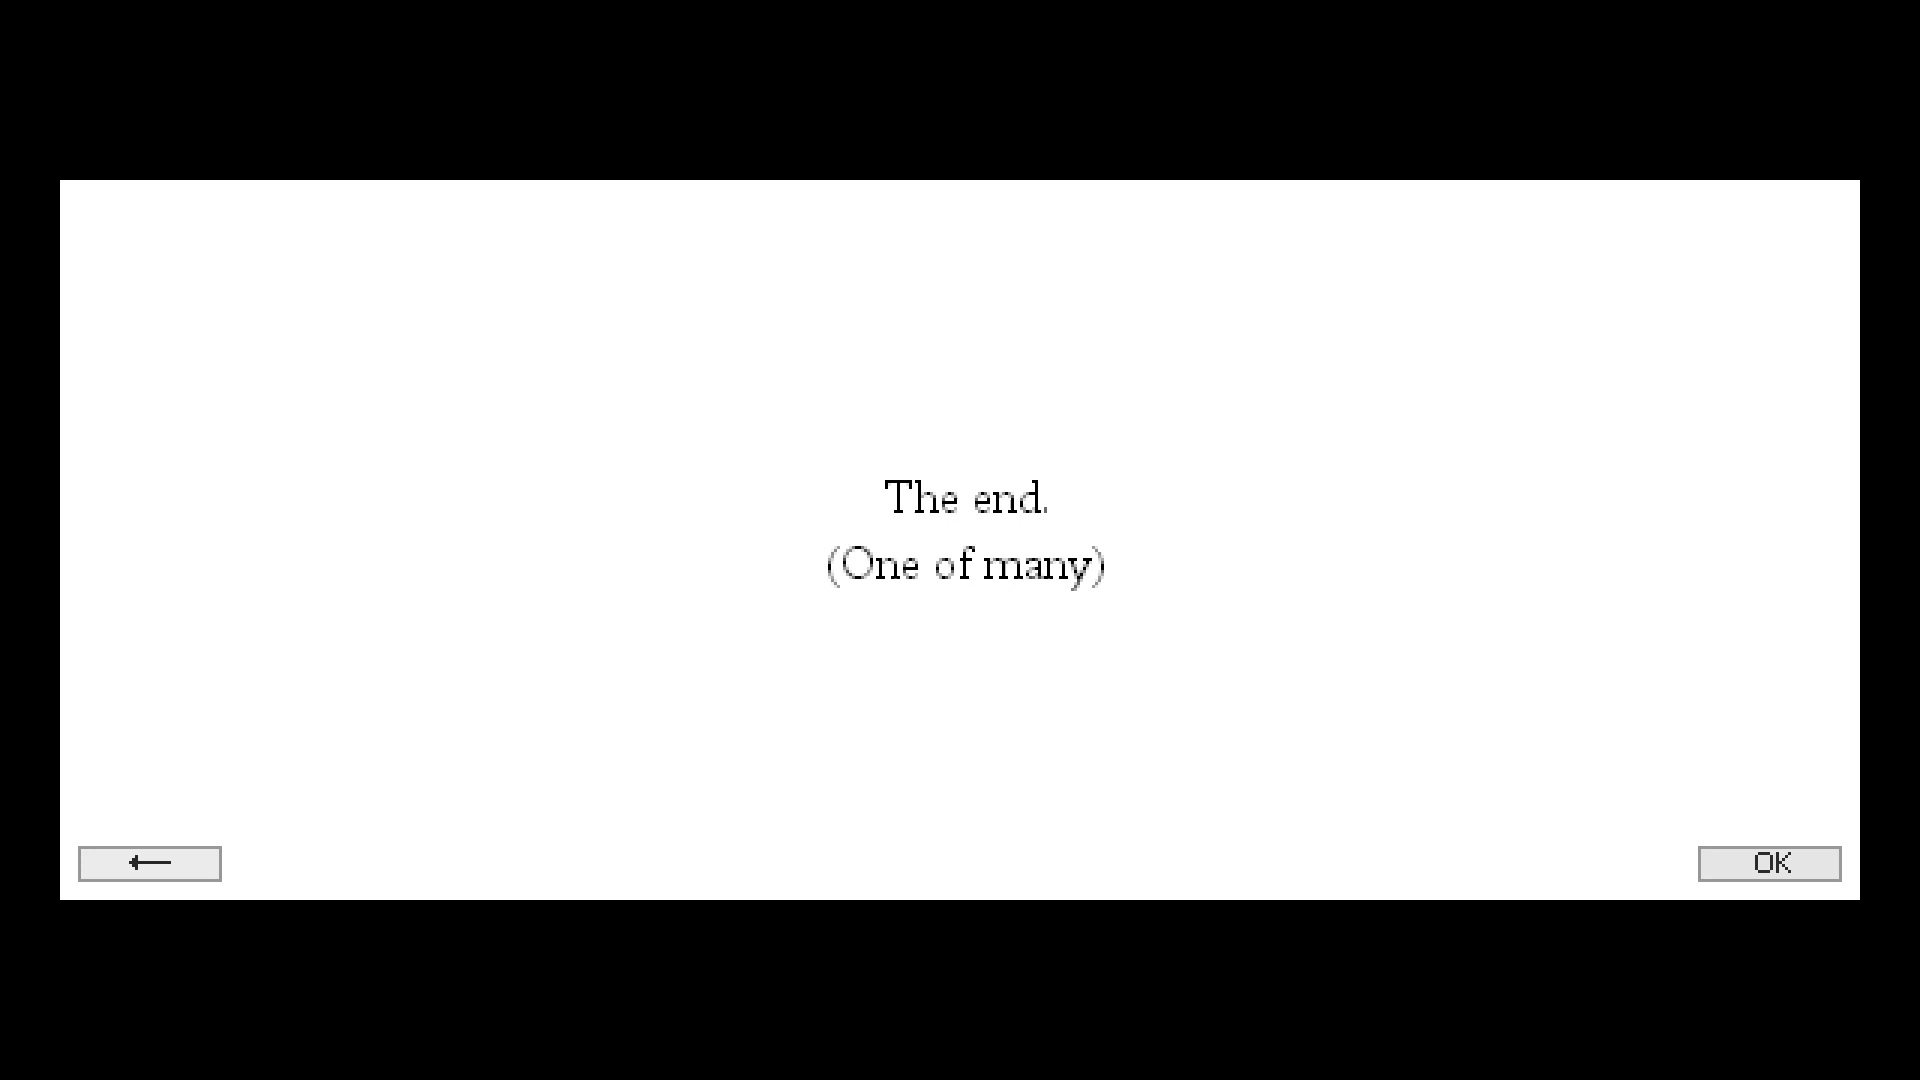 The end.
(One of many)
←
OK